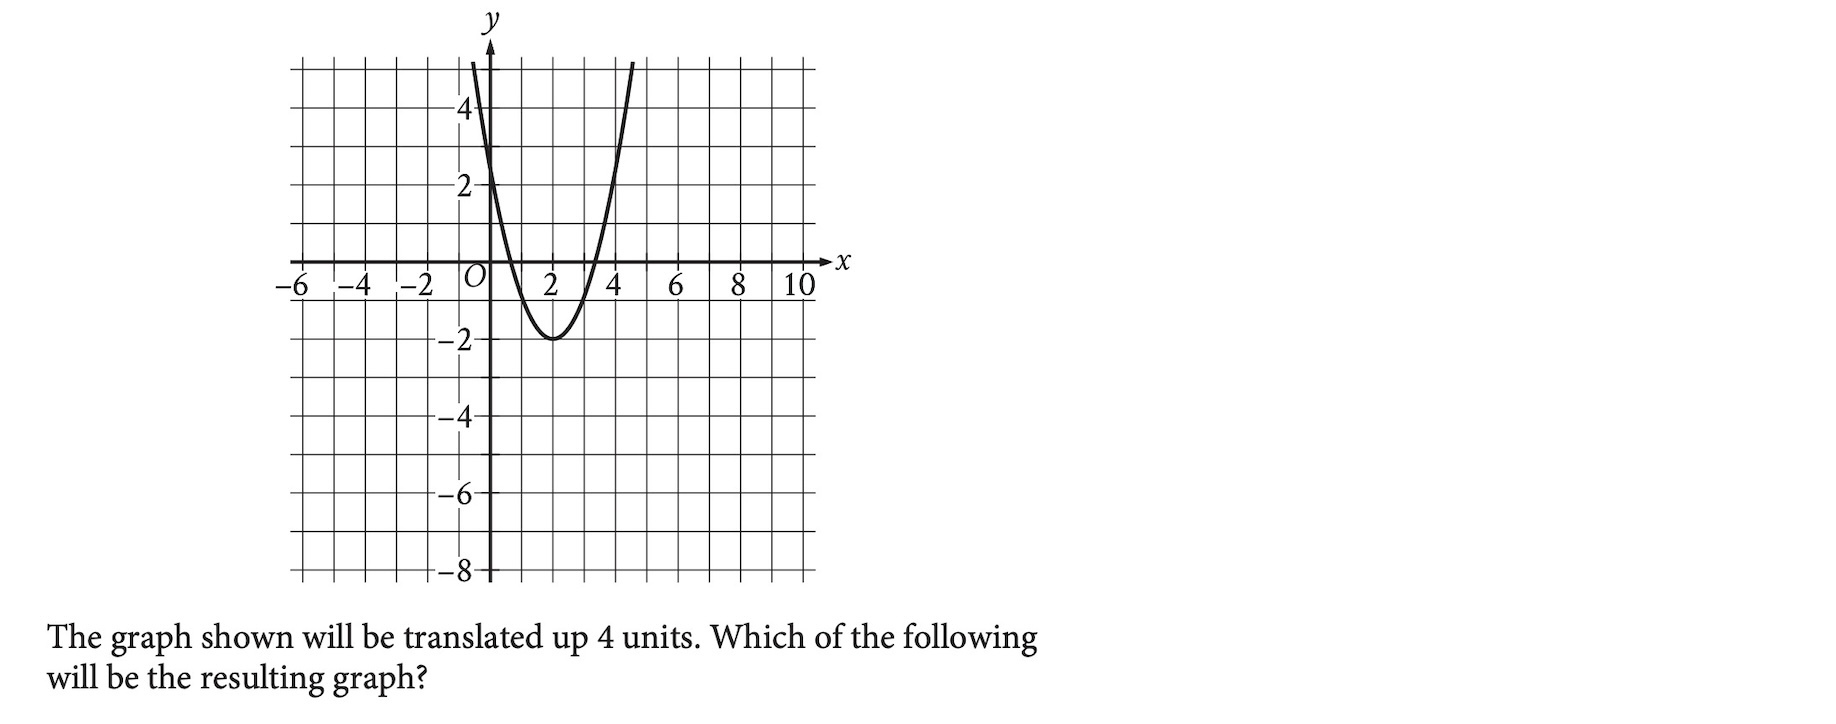 y
4
2
−6 −4 −2 O 2 4 6 8 10 x
−2
−4
−6
−8
The graph shown will be translated up 4 units. Which of the following
will be the resulting graph?